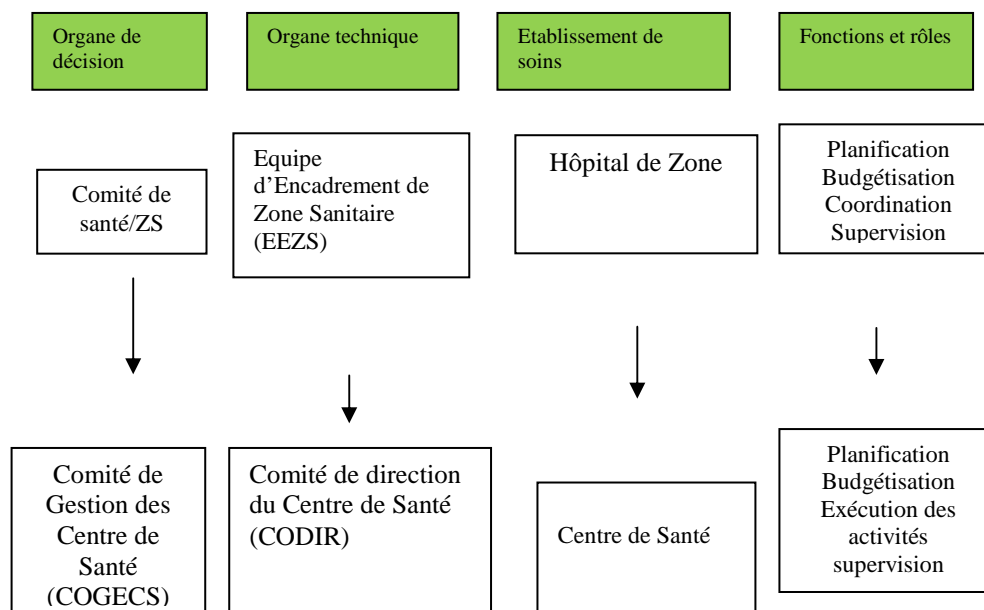 Organe de
décision
Organe technique
Etablissement de
soins
Fonctions et rôles
Comité de
santé/ZS
Equipe
d’Encadrement de
Zone Sanitaire
(EEZS)
Hôpital de Zone
Planification
Budgétisation
Coordination
Supervision
Comité de
Gestion des
Centre de
Santé
(COGECS)
Comité de direction
du Centre de Santé
(CODIR)
Centre de Santé
Planification
Budgétisation
Exécution des
activités
supervision